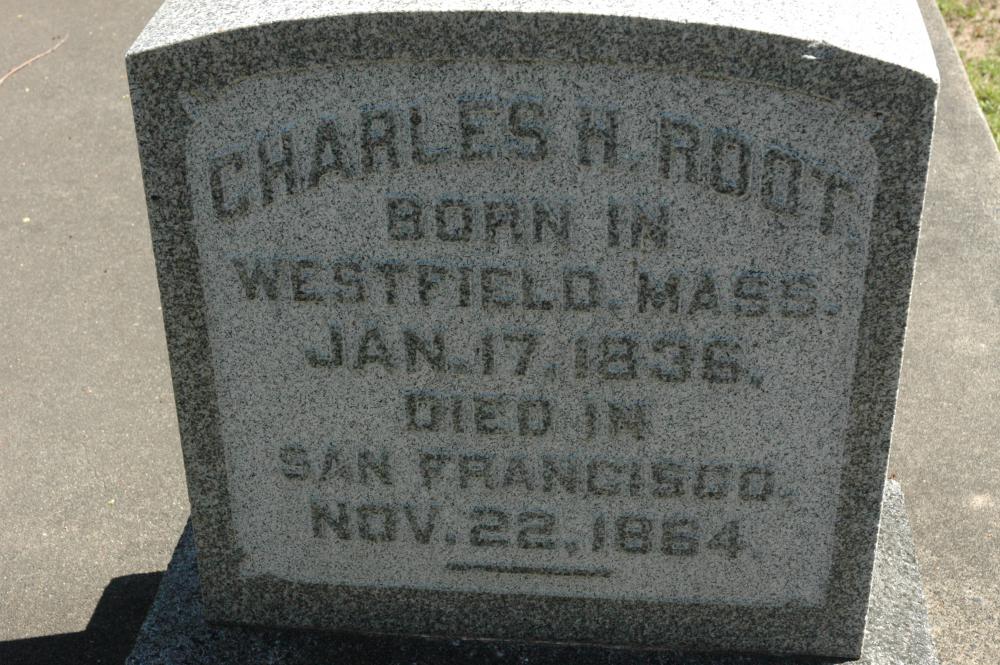 CHARLES H. ROOT.
BORN IN
WESTFIELD. MASS.
JAN. 17. 1836.
DIED IN
SAN FRANCISCO.
NOV. 22, 1864.